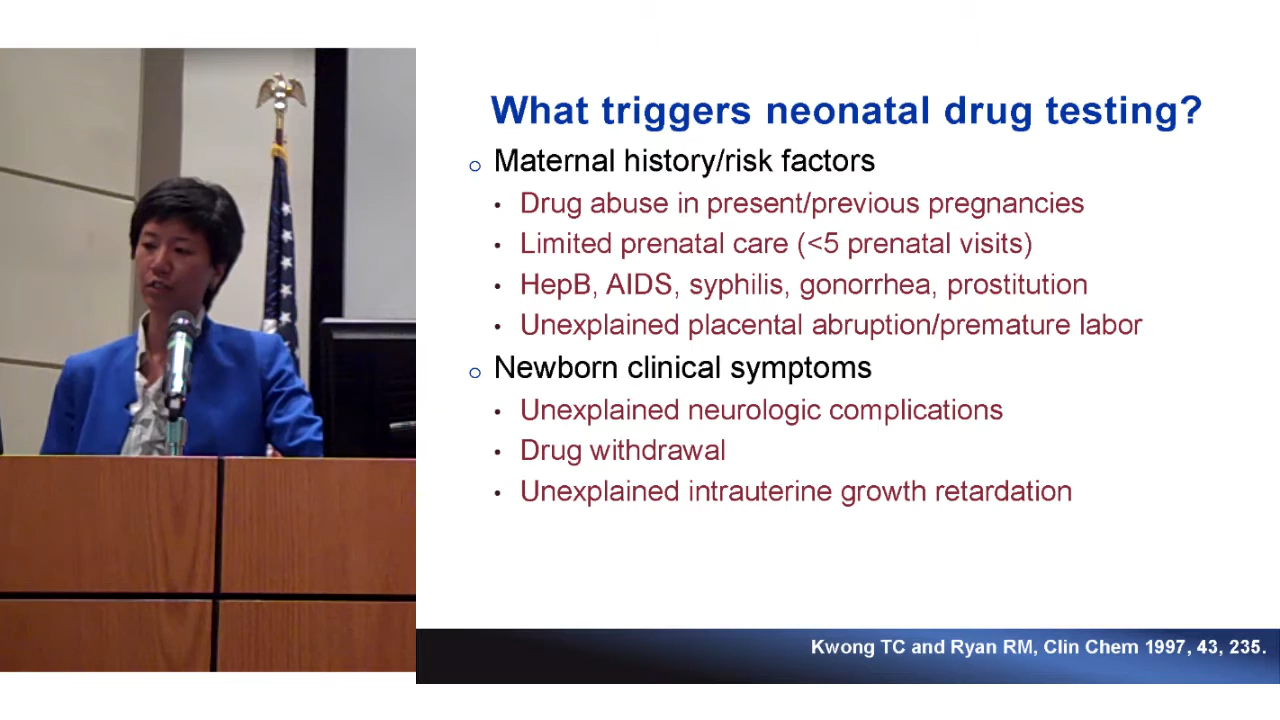 What triggers neonatal drug testing?
o Maternal history/risk factors
• Drug abuse in present/previous pregnancies
• Limited prenatal care (<5 prenatal visits)
• HepB, AIDS, syphilis, gonorrhea, prostitution
• Unexplained placental abruption/premature labor
o Newborn clinical symptoms
• Unexplained neurologic complications
• Drug withdrawal
• Unexplained intrauterine growth retardation
Kwong TC and Ryan RM, Clin Chem 1997, 43, 235.